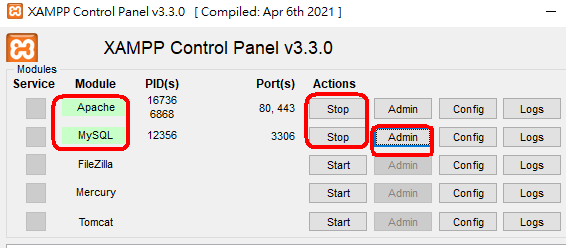 XAMPP Control Panel v3.3.0 [ Compiled: Apr 6th 2021 ]
XAMPP Control Panel v3.3.0
Modules
Service Module PID(s) Port(s) Actions
Apache 16736 6868 80, 443 Stop Admin Config Logs
MySQL 12356 3306 Stop Admin Config Logs
FileZilla Start Admin Config Logs
Mercury Start Admin Config Logs
Tomcat Start Admin Config Logs